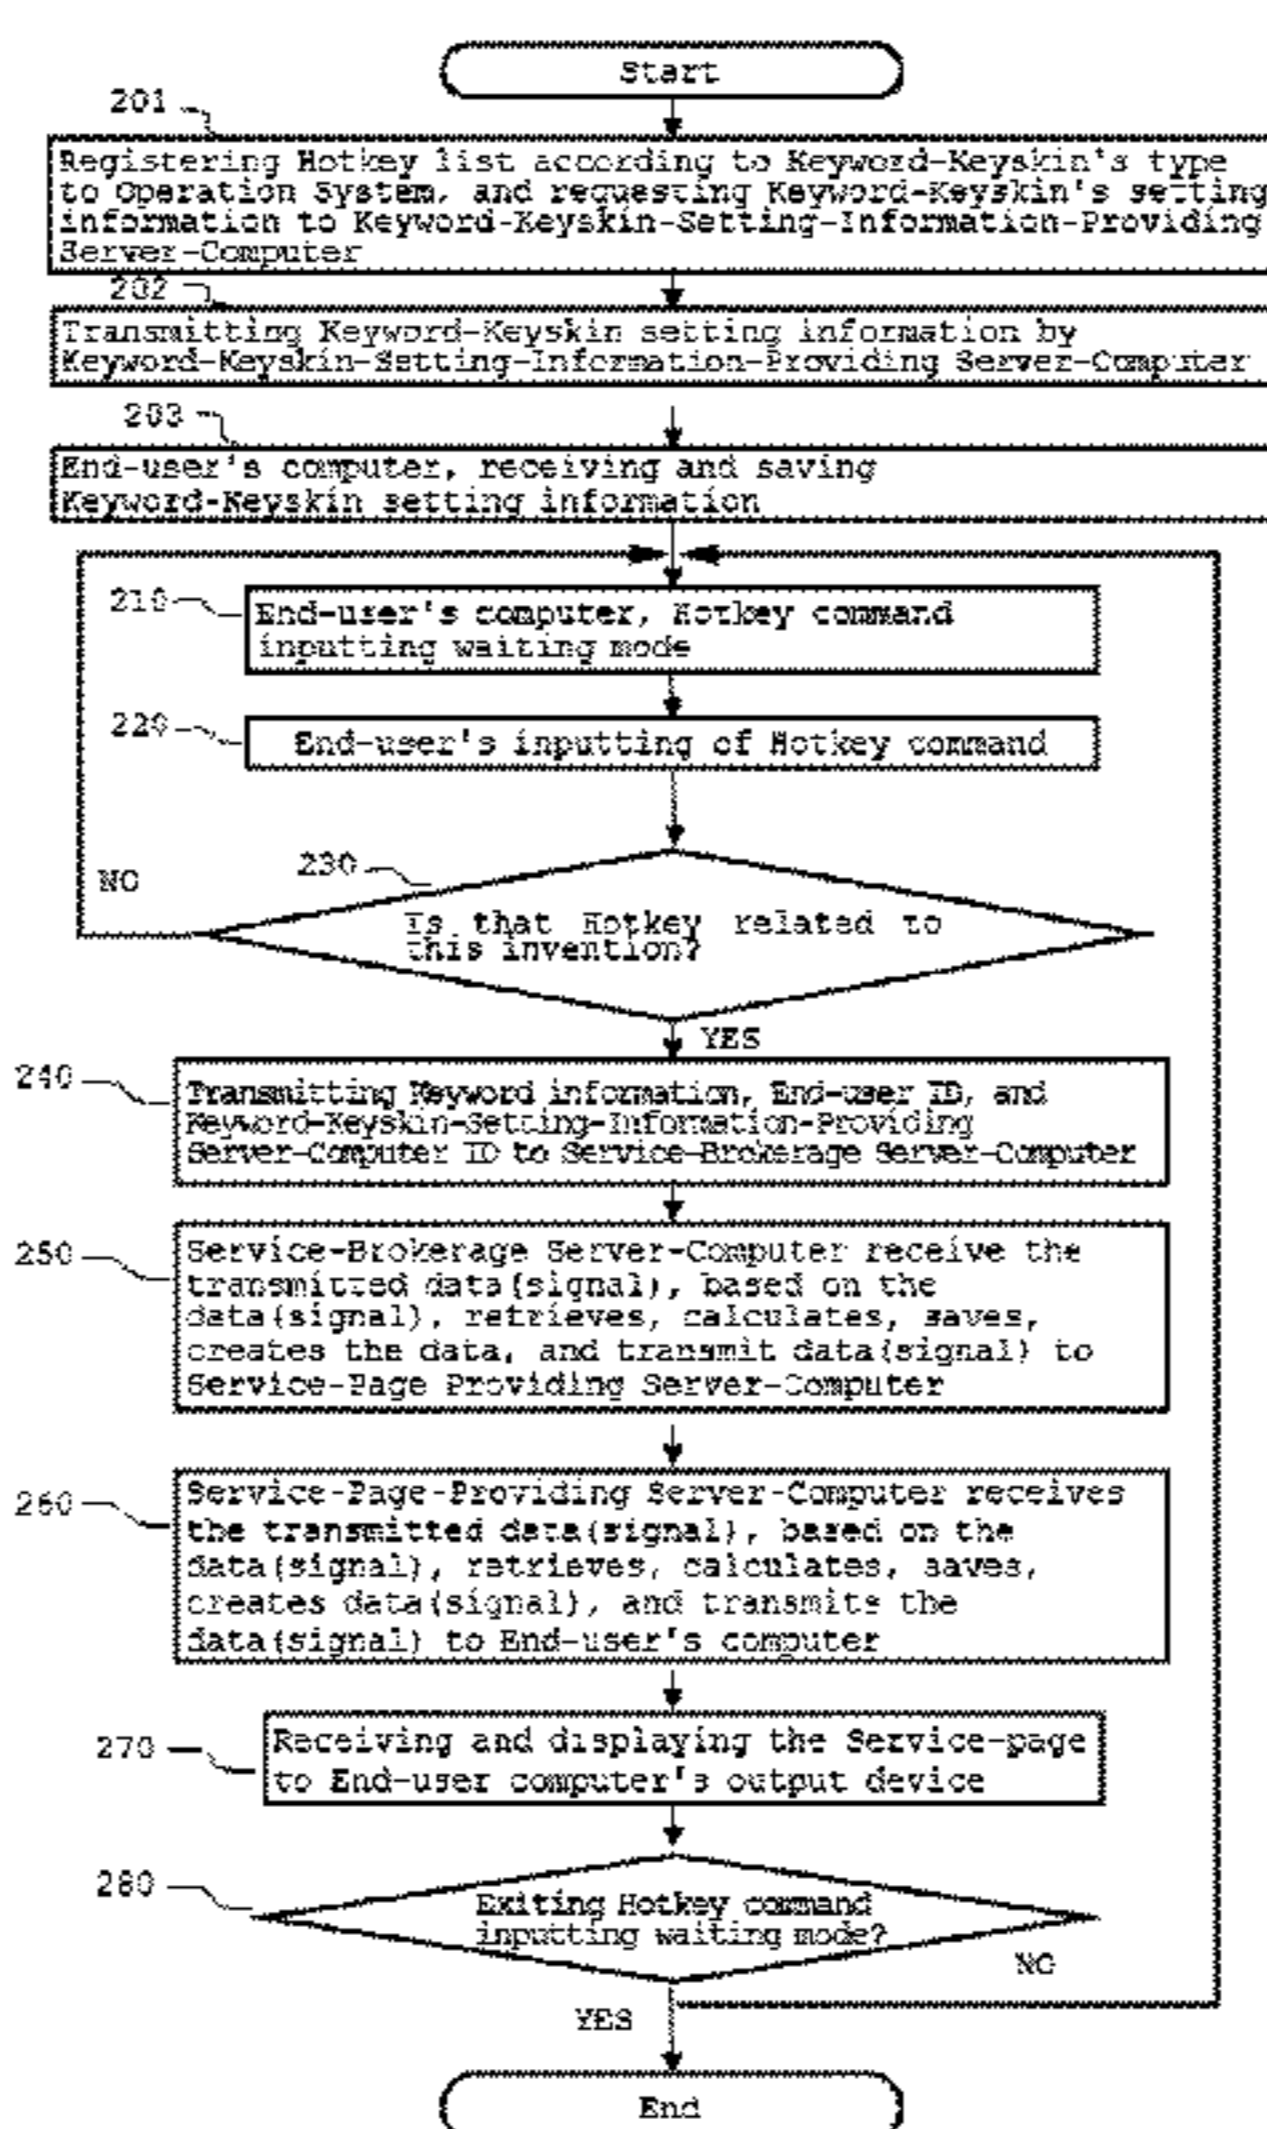 Start
201
Registering Hotkey list according to Keyword-Keyskin's type
to Operation System, and requesting Keyword-Keyskin's setting
information to Keyword-Keyskin-Setting-Information-Providing
Server-Computer
202
Transmitting Keyword-Keyskin setting information by
Keyword-Keyskin-Setting-Information-Providing Server-Computer
203
End-user's computer, receiving and saving
Keyword-Keyskin setting information
210
End-user's computer, Hotkey command
inputting waiting mode
220
End-user's inputting of Hotkey command
230
NO
Is that Hotkey related to
this invention?
YES
240
Transmitting Keyword information, End-user ID, and
Keyword-Keyskin-Setting-Information-Providing
Server-Computer ID to Service-Brokerage Server-Computer
250
Service-Brokerage Server-Computer receive the
transmitted data(signal), based on the
data(signal), retrieves, calculates, saves,
creates the data, and transmit data(signal) to
Service-Page Providing Server-Computer
260
Service-Page-Providing Server-Computer receives
the transmitted data(signal), based on the
data(signal), retrieves, calculates, saves,
creates data(signal), and transmits the
data(signal) to End-user's computer
270
Receiving and displaying the Service-page
to End-user computer's output device
280
Exiting Hotkey command
inputting waiting mode?
NO
YES
End